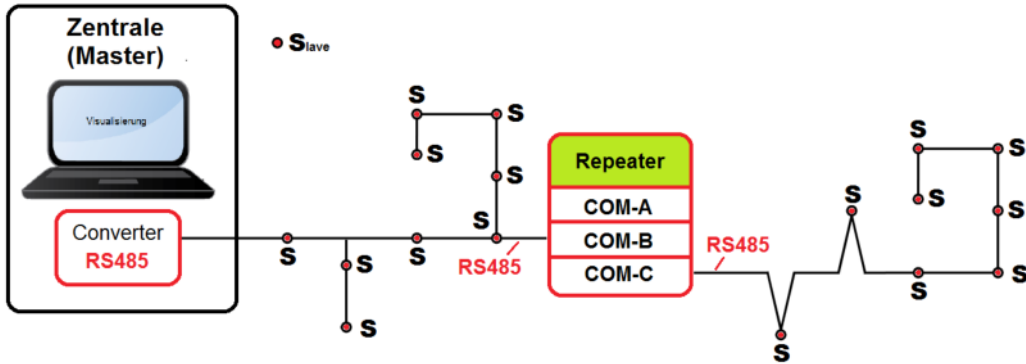 Zentrale
(Master)
Visualisierung
Converter
RS485
Slave
S
S
S
S
S
S
S
S
S
S
RS485
Repeater
COM-A
COM-B
COM-C
RS485
S
S
S
S
S
S
S
S